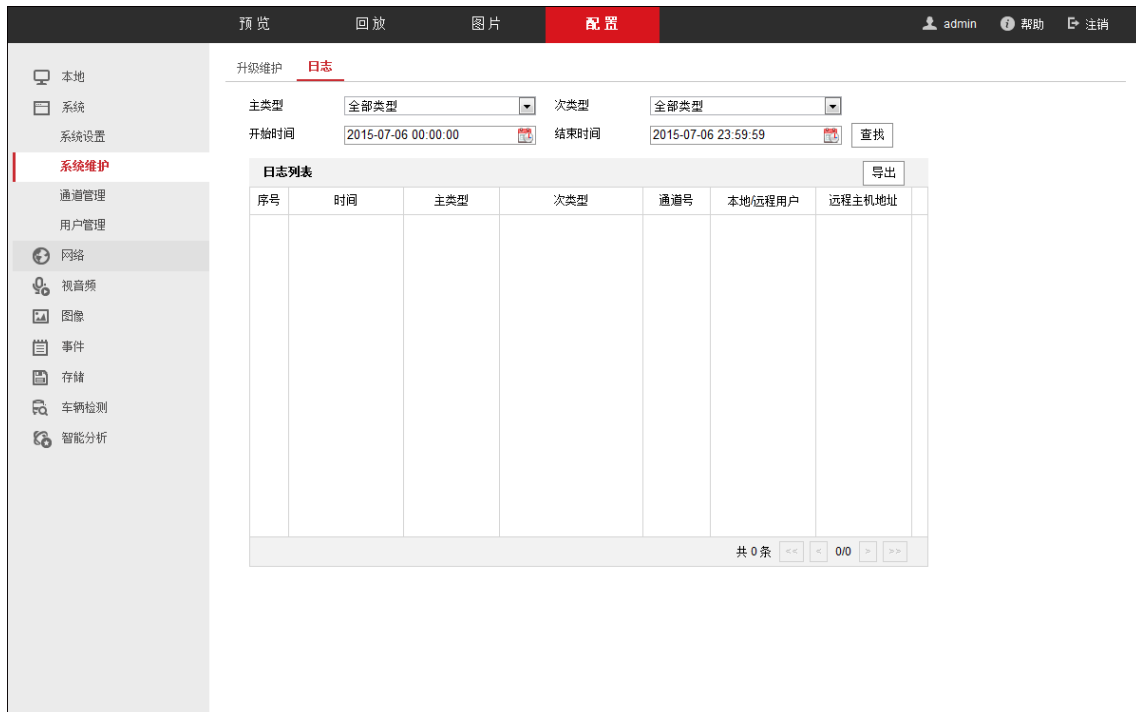 预览 回放 图片 配置 admin 帮助 注销
本地
系统
系统设置
系统维护
通道管理
用户管理
网络
视音频
图像
事件
存储
车辆检测
智能分析
升级维护 日志
主类型 全部类型 次类型 全部类型
开始时间 2015-07-06 00:00:00 结束时间 2015-07-06 23:59:59 查找
日志列表 导出
序号 时间 主类型 次类型 通道号 本地/远程用户 远程主机地址
共 0 条 << < 0/0 > >>